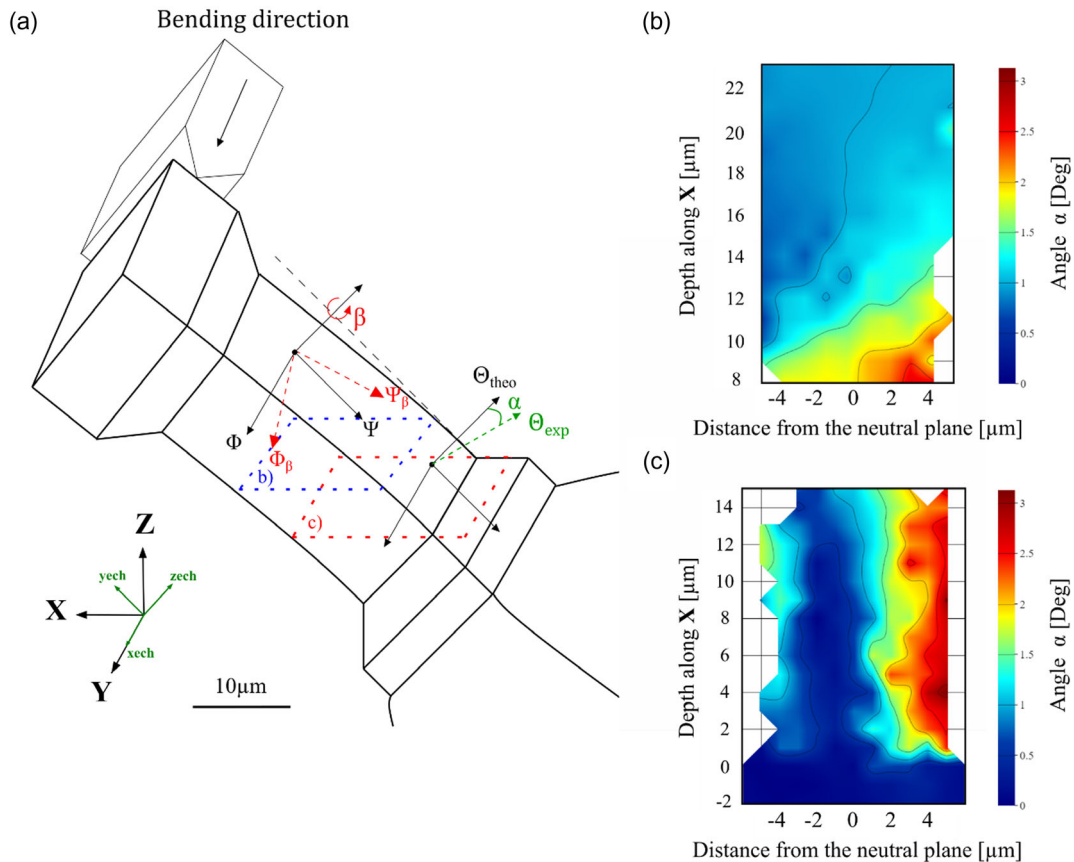 (a)
Bending direction
β
Ψβ
Φ
Ψ
Φβ
Θtheo
α
Θexp
b)
c)
Z
yech
zech
X
xech
Y
10µm
(b)
22
20
18
16
14
12
10
8
-4
-2
0
2
4
Depth along X [µm]
Distance from the neutral plane [µm]
3
2.5
2
1.5
1
0.5
0
Angle α [Deg]
(c)
14
12
10
8
6
4
2
0
-2
-4
-2
0
2
4
Depth along X [µm]
Distance from the neutral plane [µm]
3
2.5
2
1.5
1
0.5
0
Angle α [Deg]